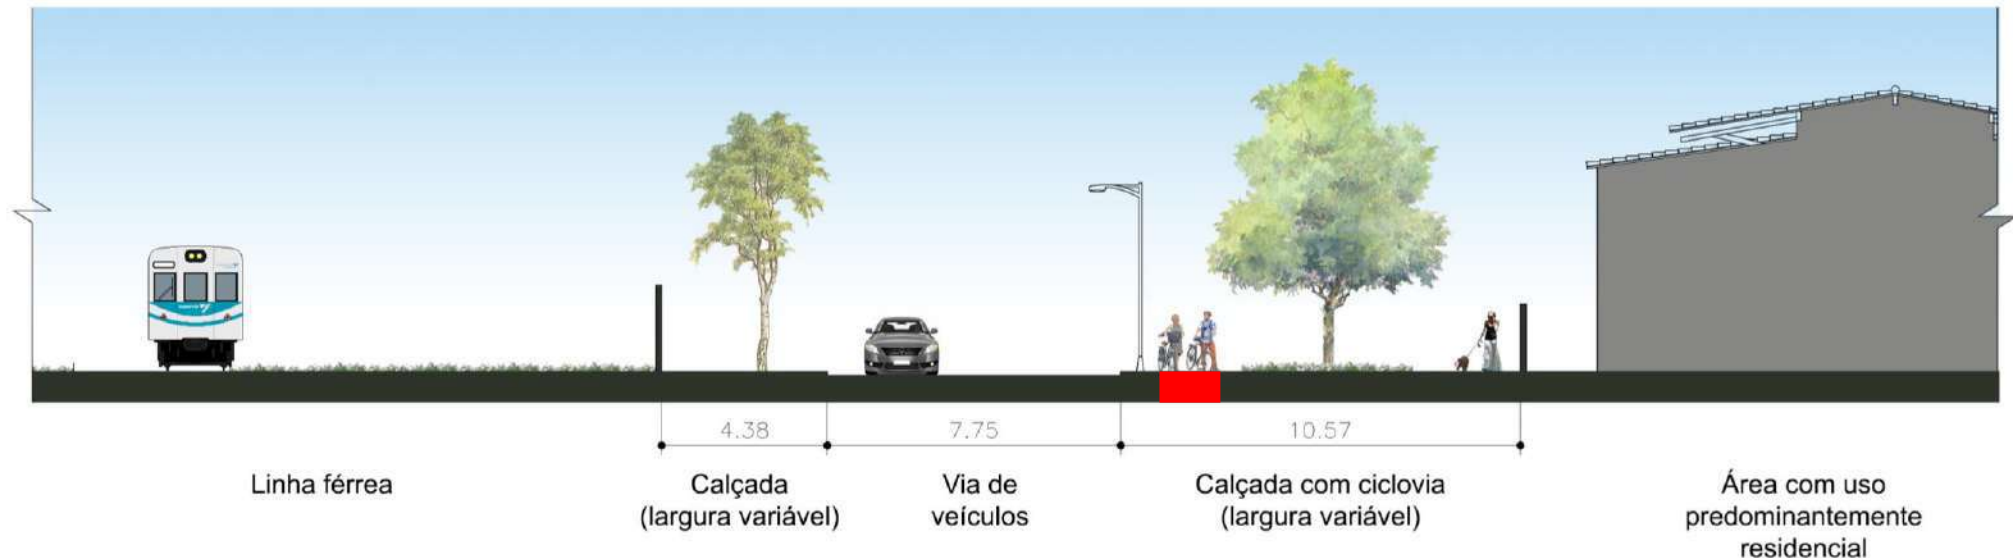 4.38
7.75
10.57
Linha férrea
Calçada
(largura variável)
Via de
veículos
Calçada com ciclovia
(largura variável)
Área com uso
predominantemente
residencial